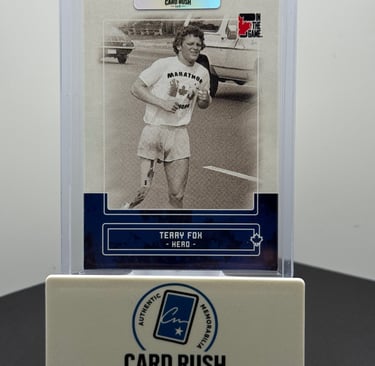 CARD RUSH
IN
THE
GAME
MARATHON
TERRY FOX
- HERO -
AUTHENTIC MEMORABILIA
CARD RUSH